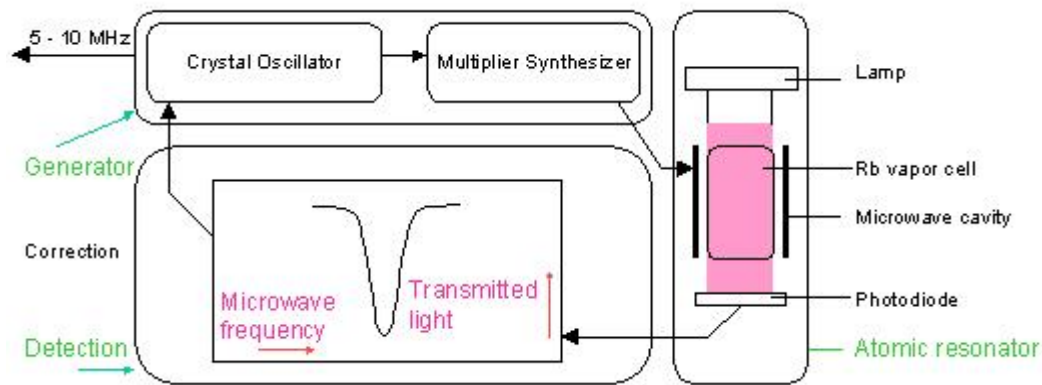 5 - 10 MHz
Crystal Oscillator
Multiplier Synthesizer
Lamp
Generator
Rb vapor cell
Microwave cavity
Correction
Microwave
frequency
Transmitted
light
Photodiode
Detection
Atomic resonator